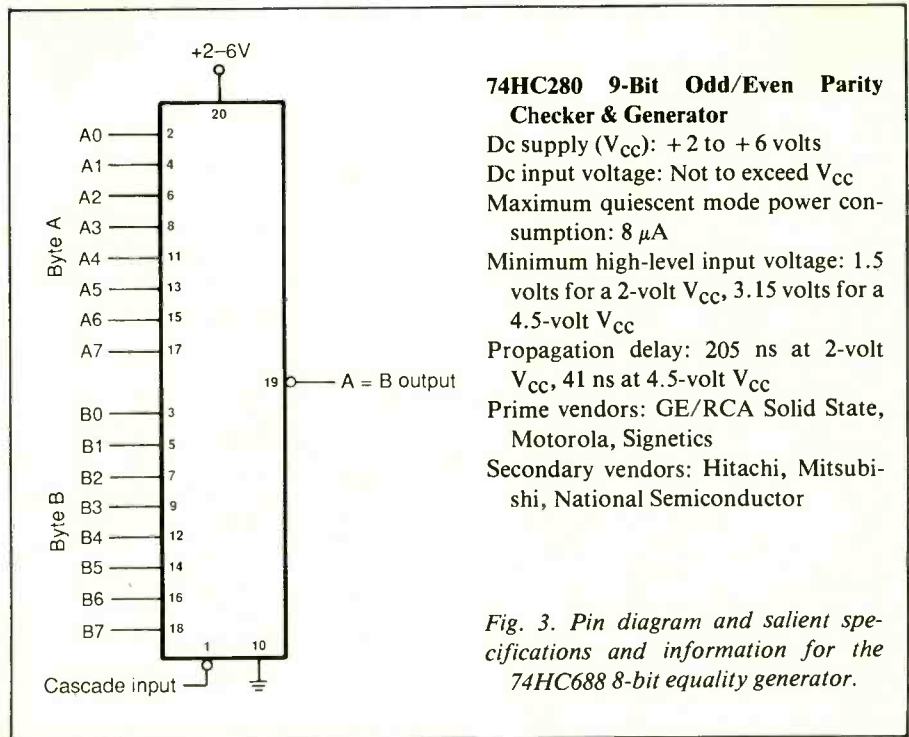 +2–6V
20
A0 2
A1 4
A2 6
A3 8
A4 11
A5 13
A6 15
A7 17
Byte A
19 A = B output
B0 3
B1 5
B2 7
B3 9
B4 12
B5 14
B6 16
B7 18
Byte B
1 10
Cascade input
74HC280 9-Bit Odd/Even Parity
Checker & Generator
Dc supply (VCC): +2 to +6 volts
Dc input voltage: Not to exceed VCC
Maximum quiescent mode power con-
sumption: 8 μA
Minimum high-level input voltage: 1.5
volts for a 2-volt VCC, 3.15 volts for a
4.5-volt VCC
Propagation delay: 205 ns at 2-volt
VCC, 41 ns at 4.5-volt VCC
Prime vendors: GE/RCA Solid State,
Motorola, Signetics
Secondary vendors: Hitachi, Mitsubi-
shi, National Semiconductor
Fig. 3. Pin diagram and salient spe-
cifications and information for the
74HC688 8-bit equality generator.